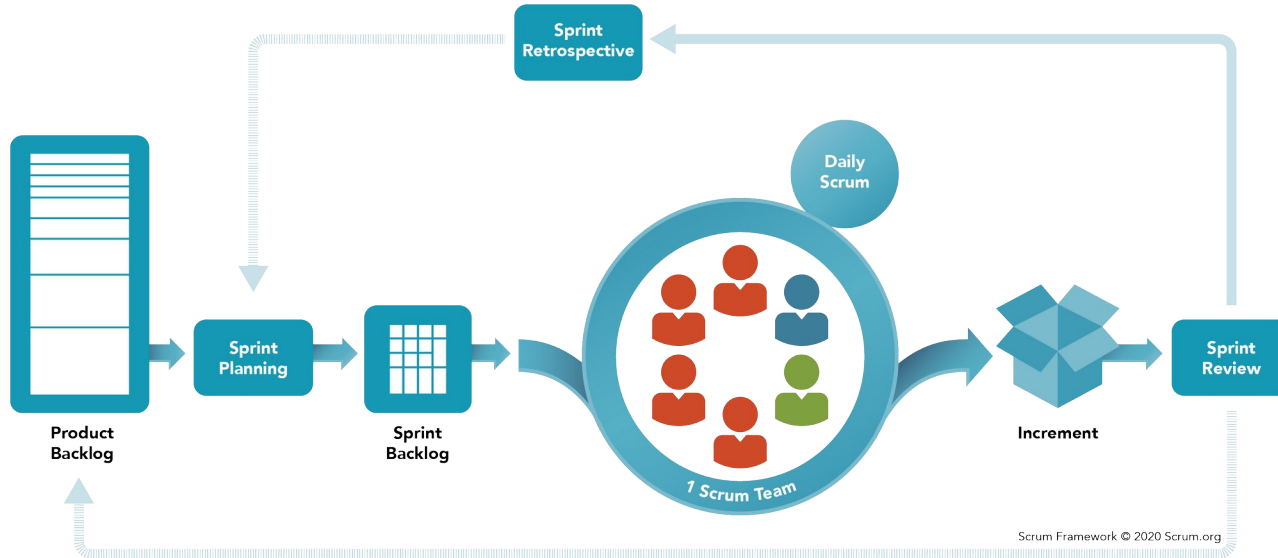 Sprint
Retrospective
Daily
Scrum
Sprint
Planning
Sprint
Review
Product
Backlog
Sprint
Backlog
1 Scrum Team
Increment
Scrum Framework © 2020 Scrum.org